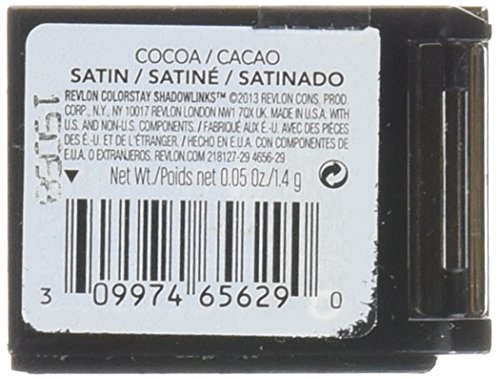 COCOA / CACAO
SATIN / SATINÉ / SATINADO
REVLON COLORSTAY SHADOWLINKS™ ©2013 REVLON CONS. PROD.
CORP., N.Y., NY 10017 REVLON LONDON NW1 7QX UK. MADE IN U.S.A. WITH
U.S. AND NON-U.S. COMPONENTS. / FABRIQUÉ AUX É.U. AVEC DES PIÈCES
DES É.U. ET DE L'ÉTRANGER. / HECHO EN E.U.A. CON COMPONENTES DE
E.U.A. O EXTRANJEROS. REVLON.COM 218127-29 4656-29
Net Wt./Poids net 0.05 Oz/1.4 g
3 09974 65629 0